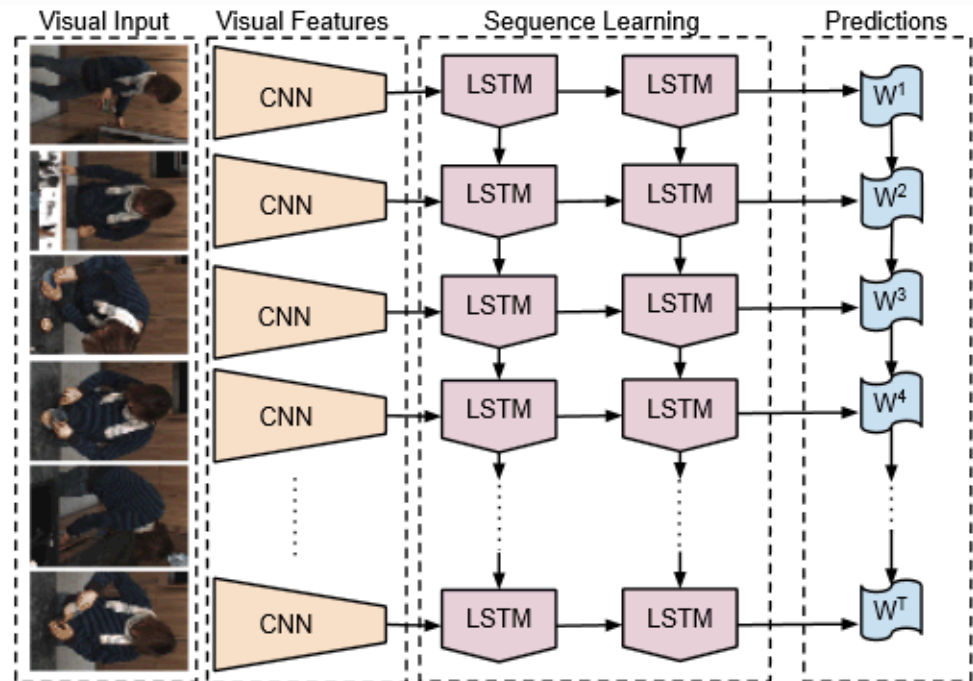 Visual Input Visual Features Sequence Learning Predictions
CNN LSTM LSTM W¹
CNN LSTM LSTM W²
CNN LSTM LSTM W³
CNN LSTM LSTM W⁴
CNN LSTM LSTM Wᵀ